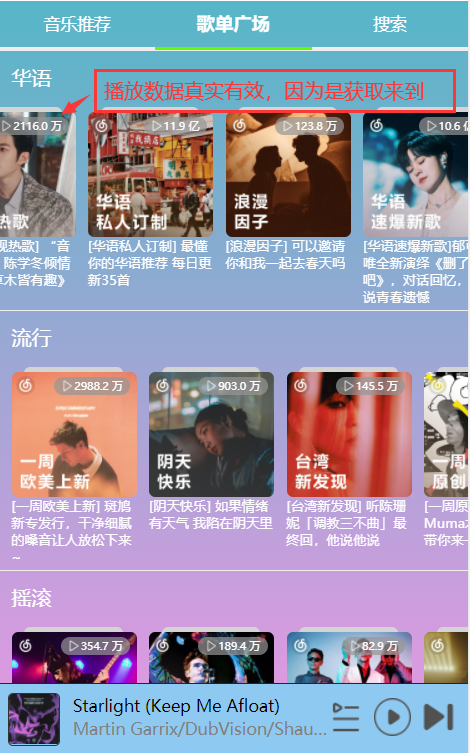 音乐推荐
歌单广场
搜索
华语
播放数据真实有效，因为是获取来到
▷2116.0 万
▷11.9 亿
▷123.8 万
▷10.6
热歌
华语
私人订制
浪漫
因子
华语
速爆新歌
现热歌] “音
陈学冬倾情
草木皆有趣》
[华语私人订制] 最懂
你的华语推荐 每日更
新35首
[浪漫因子] 可以邀请
你和我一起去春天吗
[华语速爆新歌]郁可
唯全新演绎《删了
吧》，对话回忆，
说青春遗憾
流行
▷2988.2 万
▷903.0 万
▷145.5 万
一周
欧美上新
阴天
快乐
台湾
新发现
一周
原创
[一周欧美上新] 斑鸠
新专发行，干净细腻
的嗓音让人放松下来
~
[阴天快乐] 如果情绪
有天气 我陷在阴天里
[台湾新发现] 听陈珊
妮「调教三不曲」最
终回，他说他说
[一周原
Muma
带你来
摇滚
▷354.7 万
▷189.4 万
▷82.9 万
Starlight (Keep Me Afloat)
Martin Garrix/DubVision/Shau...